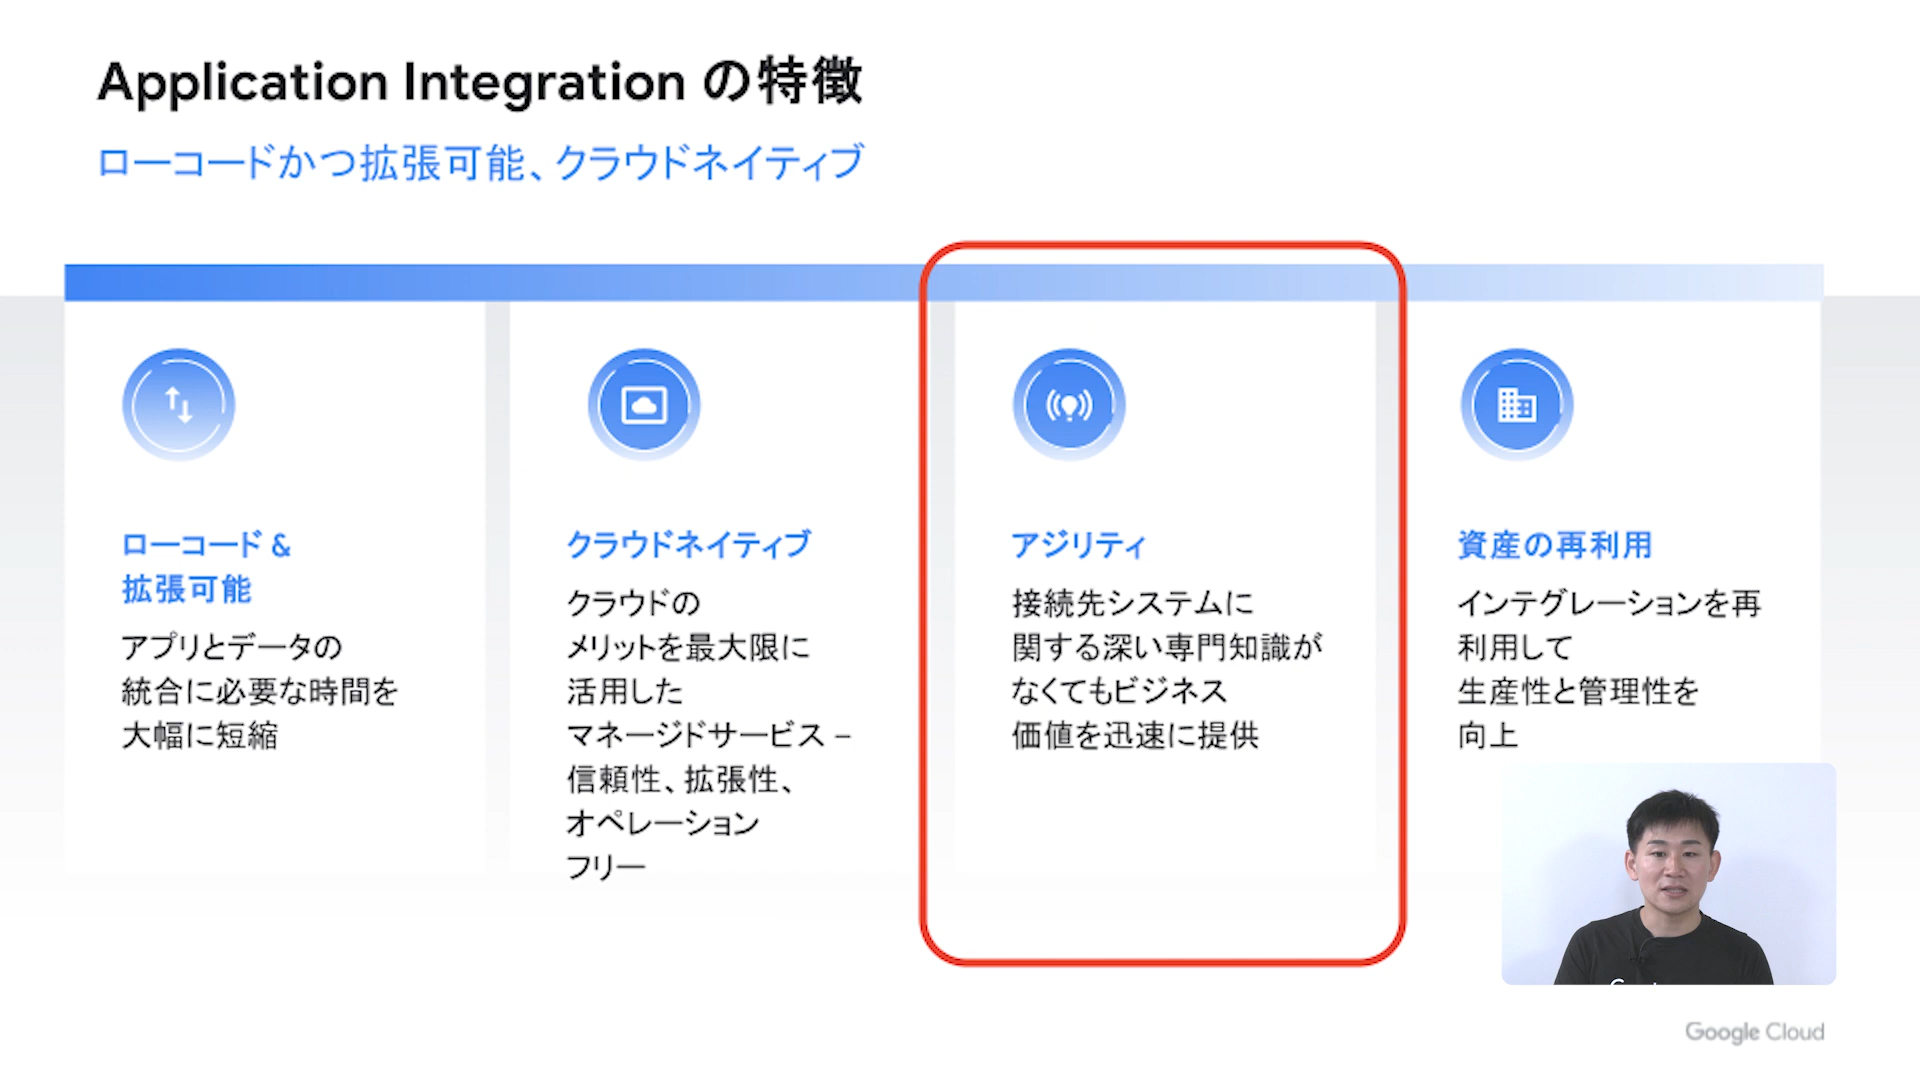 Application Integration の特徴
ローコードかつ拡張可能、クラウドネイティブ
ローコード &
拡張可能
アプリとデータの
統合に必要な時間を
大幅に短縮
クラウドネイティブ
クラウドの
メリットを最大限に
活用した
マネージドサービス –
信頼性、拡張性、
オペレーション
フリー
アジリティ
接続先システムに
関する深い専門知識が
なくてもビジネス
価値を迅速に提供
資産の再利用
インテグレーションを再
利用して
生産性と管理性を
向上
Google Cloud